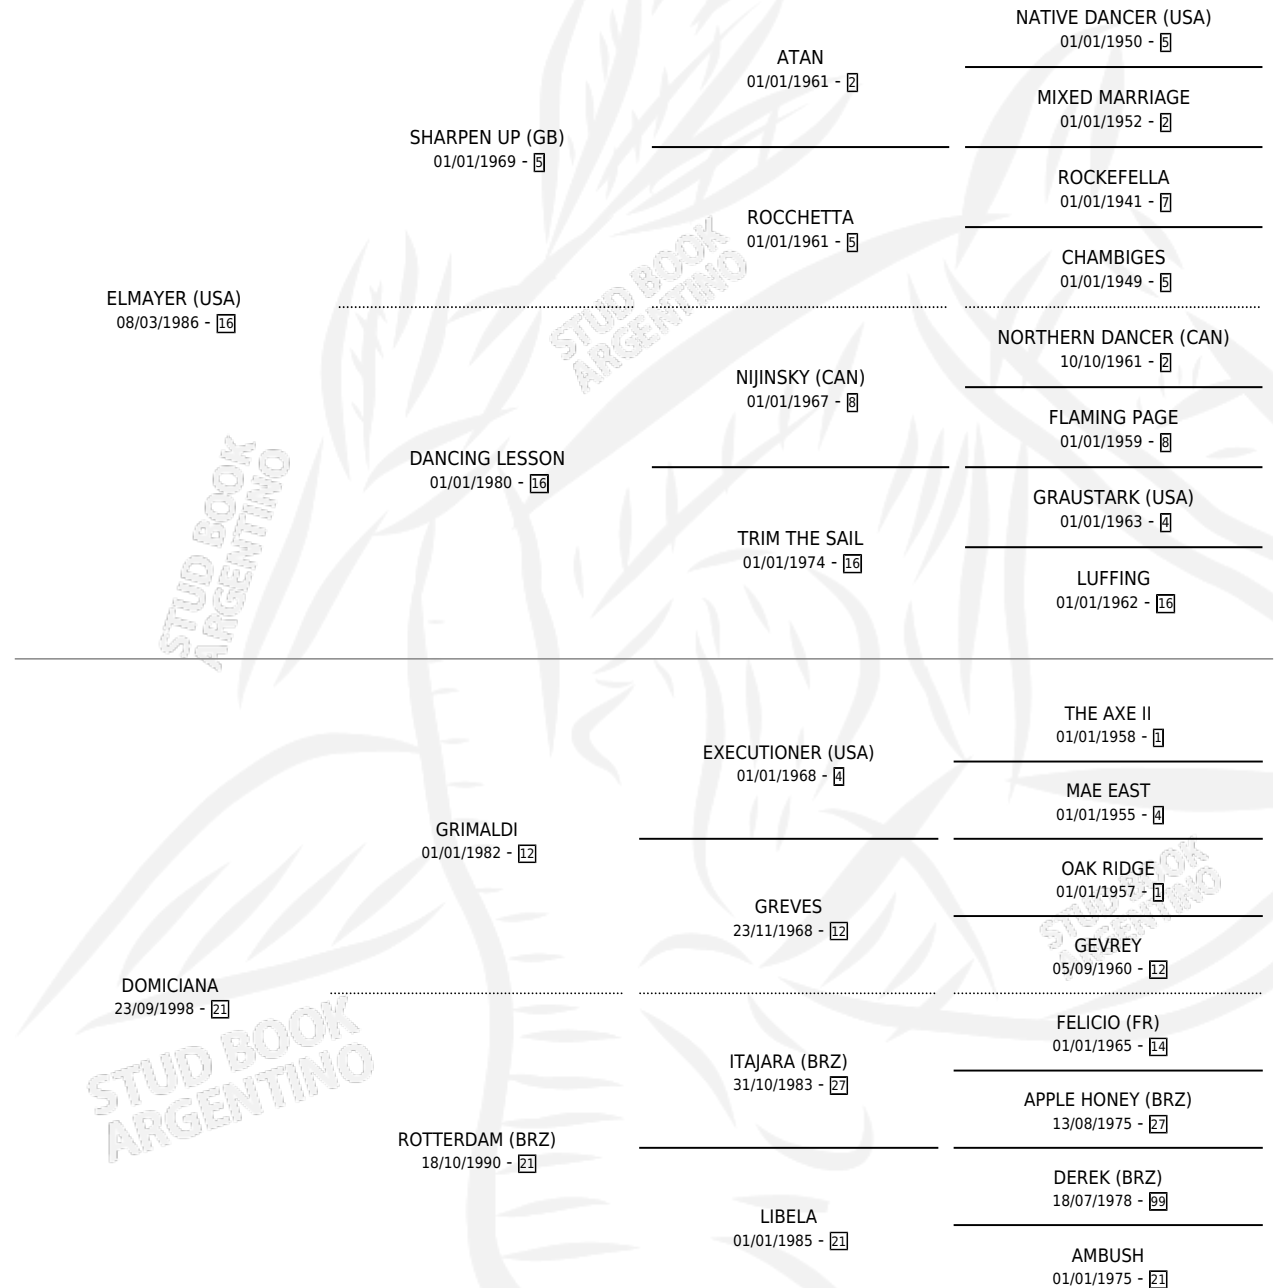 NATIVE DANCER (USA)
01/01/1950 - 5
ATAN
01/01/1961 - 2
MIXED MARRIAGE
01/01/1952 - 2
SHARPEN UP (GB)
01/01/1969 - 5
ROCKEFELLA
01/01/1941 - 7
ROCCHETTA
01/01/1961 - 5
CHAMBIGES
01/01/1949 - 5
ELMAYER (USA)
08/03/1986 - 16
NORTHERN DANCER (CAN)
10/10/1961 - 2
NIJINSKY (CAN)
01/01/1967 - 8
FLAMING PAGE
01/01/1959 - 8
DANCING LESSON
01/01/1980 - 16
GRAUSTARK (USA)
01/01/1963 - 4
TRIM THE SAIL
01/01/1974 - 16
LUFFING
01/01/1962 - 16
THE AXE II
01/01/1958 - 1
EXECUTIONER (USA)
01/01/1968 - 4
MAE EAST
01/01/1955 - 4
GRIMALDI
01/01/1982 - 12
OAK RIDGE
01/01/1957 - 1
GREVES
23/11/1968 - 12
GEVREY
05/09/1960 - 12
DOMICIANA
23/09/1998 - 21
FELICIO (FR)
01/01/1965 - 14
ITAJARA (BRZ)
31/10/1983 - 27
APPLE HONEY (BRZ)
13/08/1975 - 27
ROTTERDAM (BRZ)
18/10/1990 - 21
DEREK (BRZ)
18/07/1978 - 99
LIBELA
01/01/1985 - 21
AMBUSH
01/01/1975 - 21
STUD BOOK
ARGENTINO
STUD BOOK
ARGENTINO
STUD BOOK
ARGENTINO
STUD BOOK
ARGENTINO